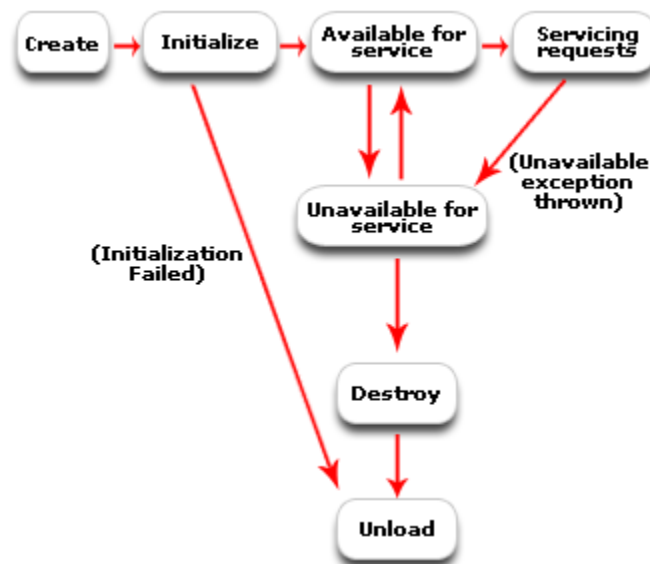 Create
Initialize
Available for
service
Servicing
requests
(Unavailable
exception
thrown)
Unavailable for
service
(Initialization
Failed)
Destroy
Unload